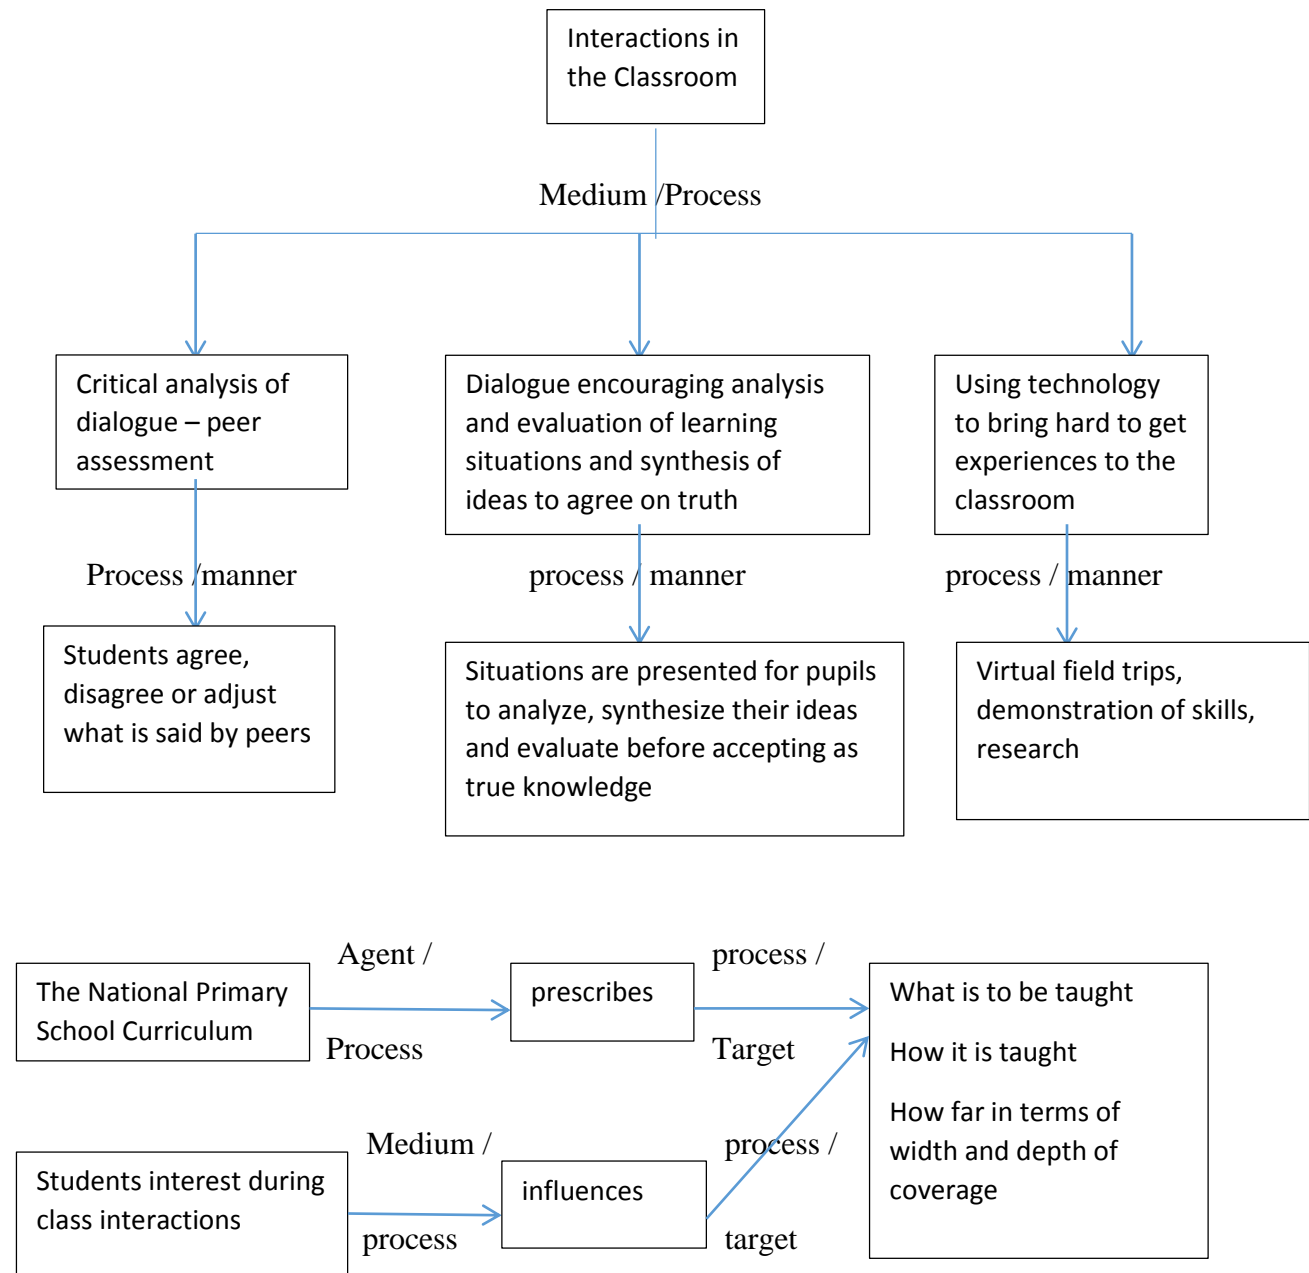 Interactions in
the Classroom
Medium /Process
Critical analysis of
dialogue – peer
assessment
Dialogue encouraging analysis
and evaluation of learning
situations and synthesis of
ideas to agree on truth
Using technology
to bring hard to get
experiences to the
classroom
Process /manner
process / manner
process / manner
Students agree,
disagree or adjust
what is said by peers
Situations are presented for pupils
to analyze, synthesize their ideas
and evaluate before accepting as
true knowledge
Virtual field trips,
demonstration of skills,
research
The National Primary
School Curriculum
Agent /
Process
prescribes
process /
Target
What is to be taught
How it is taught
How far in terms of
width and depth of
coverage
Students interest during
class interactions
Medium /
process
influences
process /
target